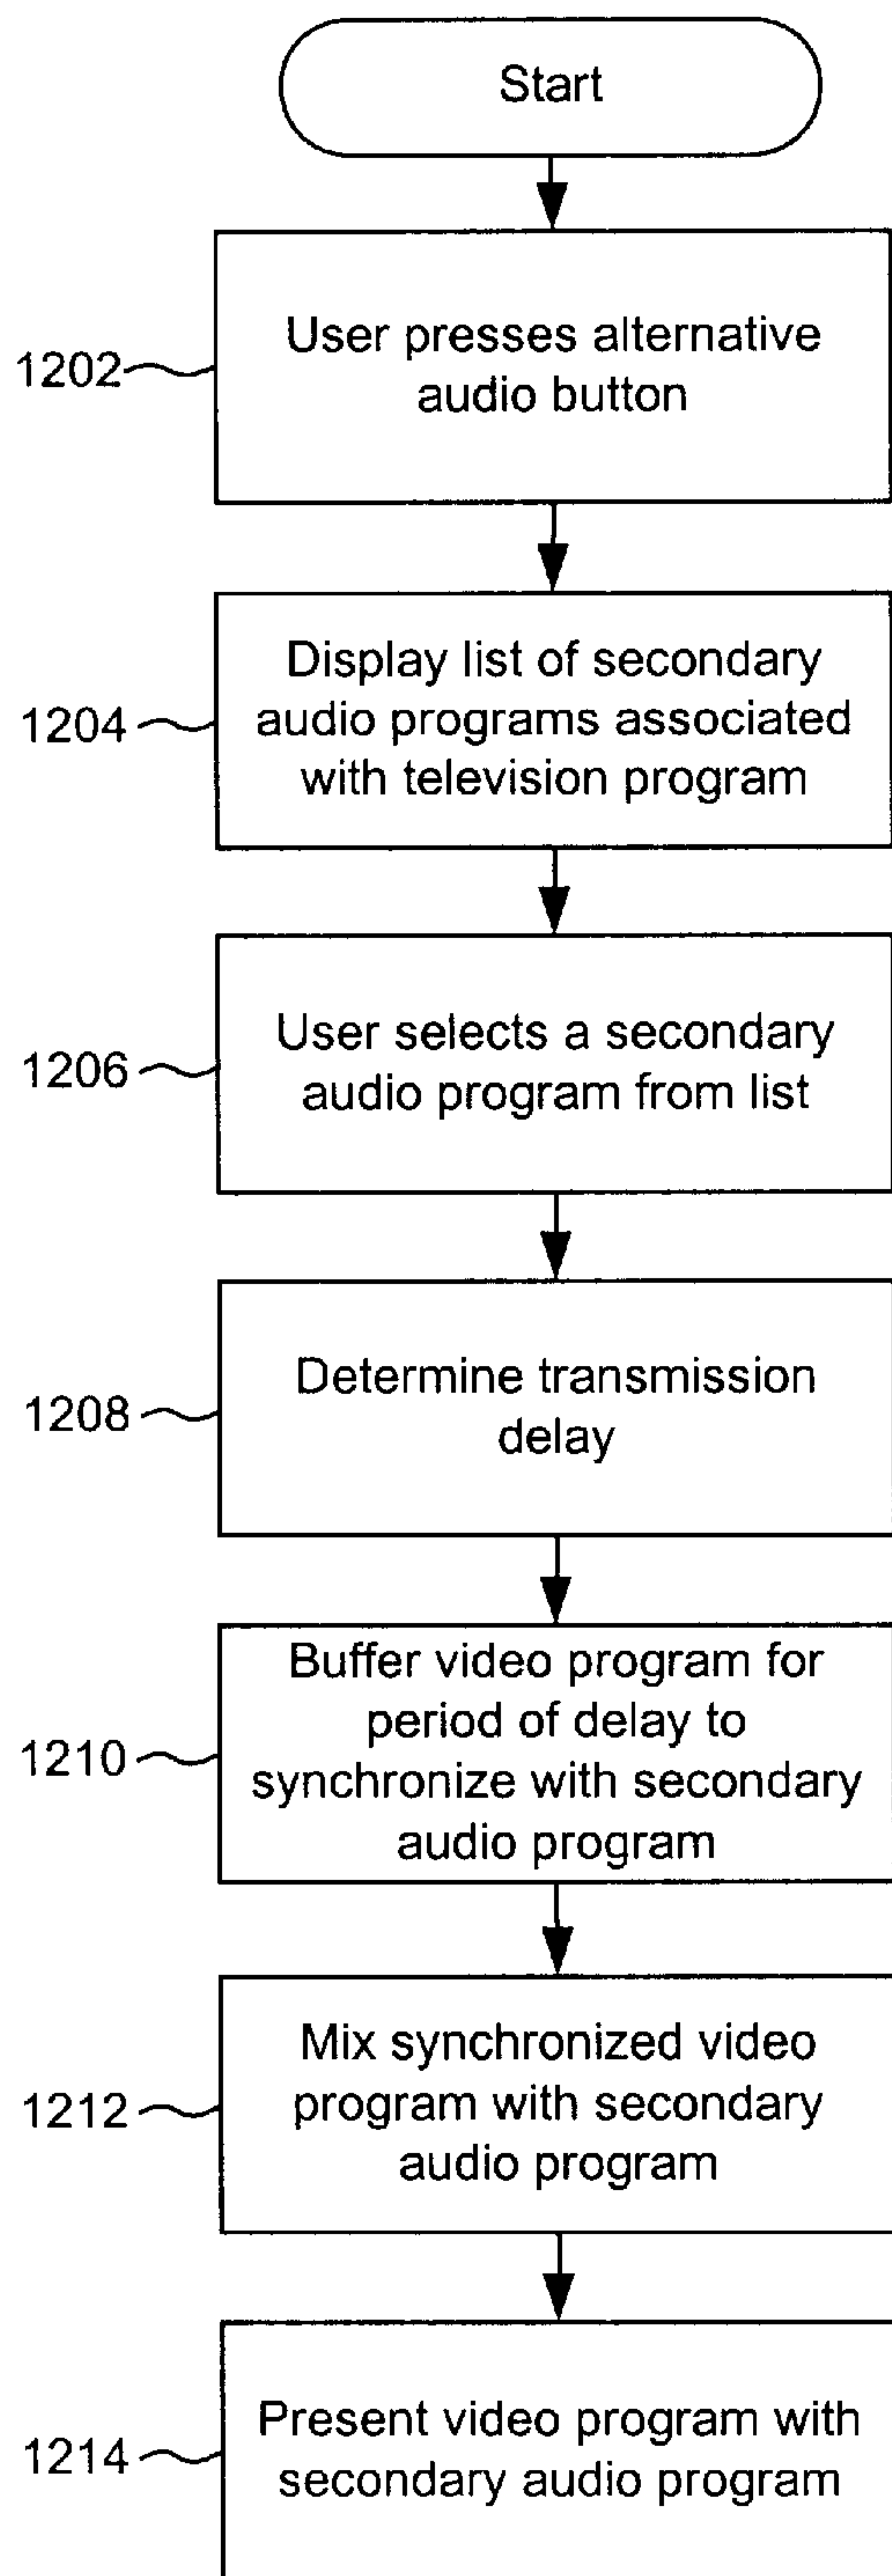 Start
1202
User presses alternative
audio button
1204
Display list of secondary
audio programs associated
with television program
1206
User selects a secondary
audio program from list
1208
Determine transmission
delay
1210
Buffer video program for
period of delay to
synchronize with secondary
audio program
1212
Mix synchronized video
program with secondary
audio program
1214
Present video program with
secondary audio program